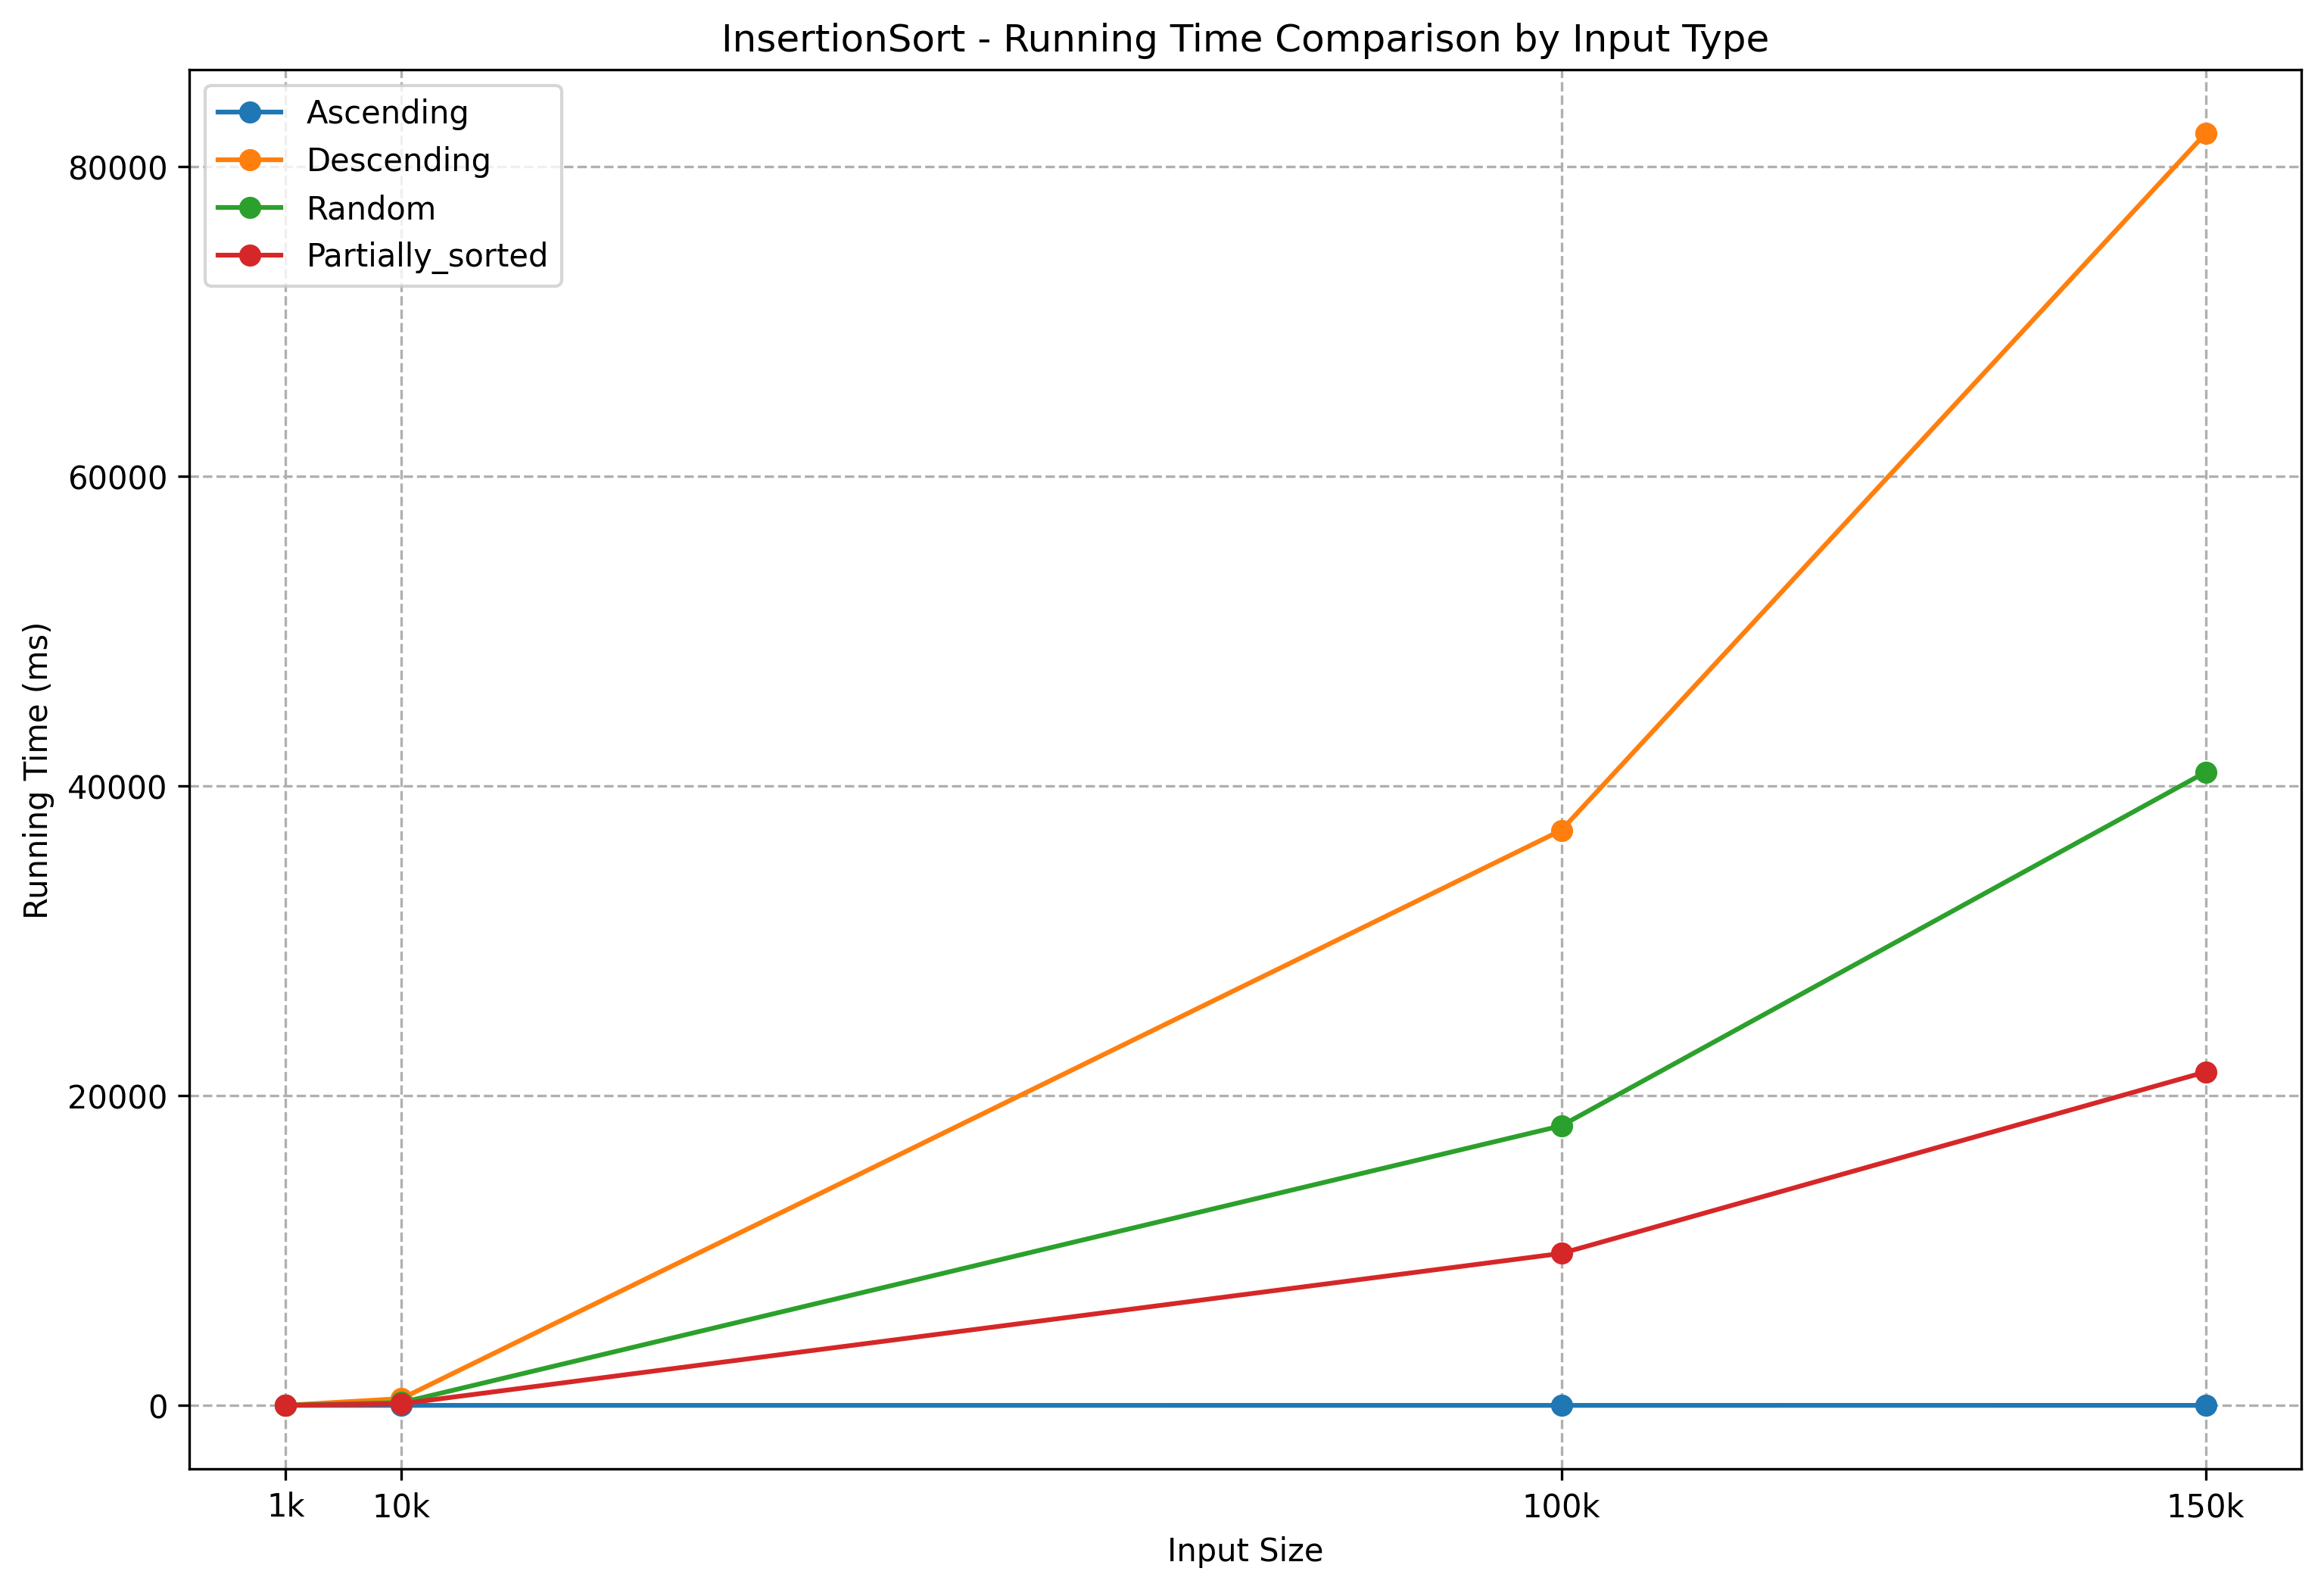 InsertionSort - Running Time Comparison by Input Type
Ascending
Descending
Random
Partially_sorted
80000
60000
40000
20000
0
Running Time (ms)
1k 10k 100k 150k
Input Size